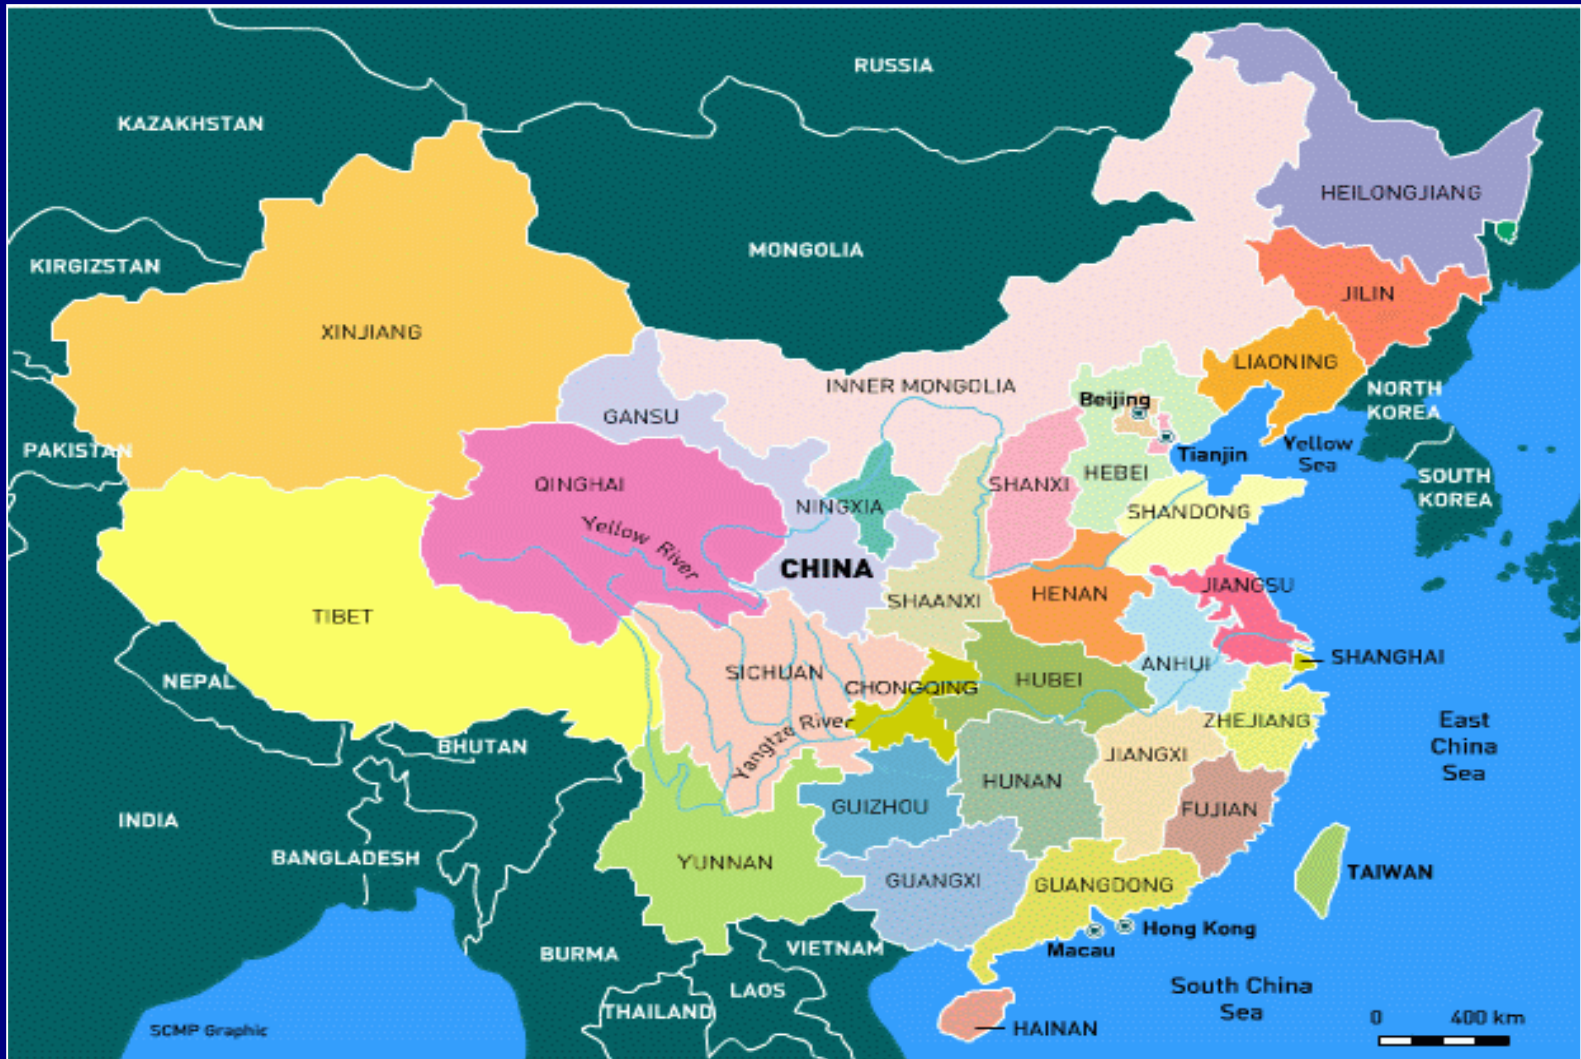 RUSSIA
KAZAKHSTAN
HEILONGJIANG
MONGOLIA
KIRGIZSTAN
JILIN
XINJIANG
LIAONING
INNER MONGOLIA
NORTH
KOREA
Beijing
GANSU
Yellow
Sea
PAKISTAN
Tianjin
HEBEI
SHANXI
QINGHAI
SOUTH
KOREA
NINGXIA
SHANDONG
Yellow River
CHINA
JIANGSU
HENAN
SHAANXI
TIBET
SHANGHAI
ANHUI
SICHUAN
HUBEI
NEPAL
CHONGQING
ZHEJIANG
East
China
Sea
Yangtze River
BHUTAN
JIANGXI
HUNAN
GUIZHOU
FUJIAN
INDIA
BANGLADESH
YUNNAN
TAIWAN
GUANGXI
GUANGDONG
Hong Kong
Macau
VIETNAM
BURMA
South China
Sea
LAOS
THAILAND
0 400 km
HAINAN
SCMP Graphic